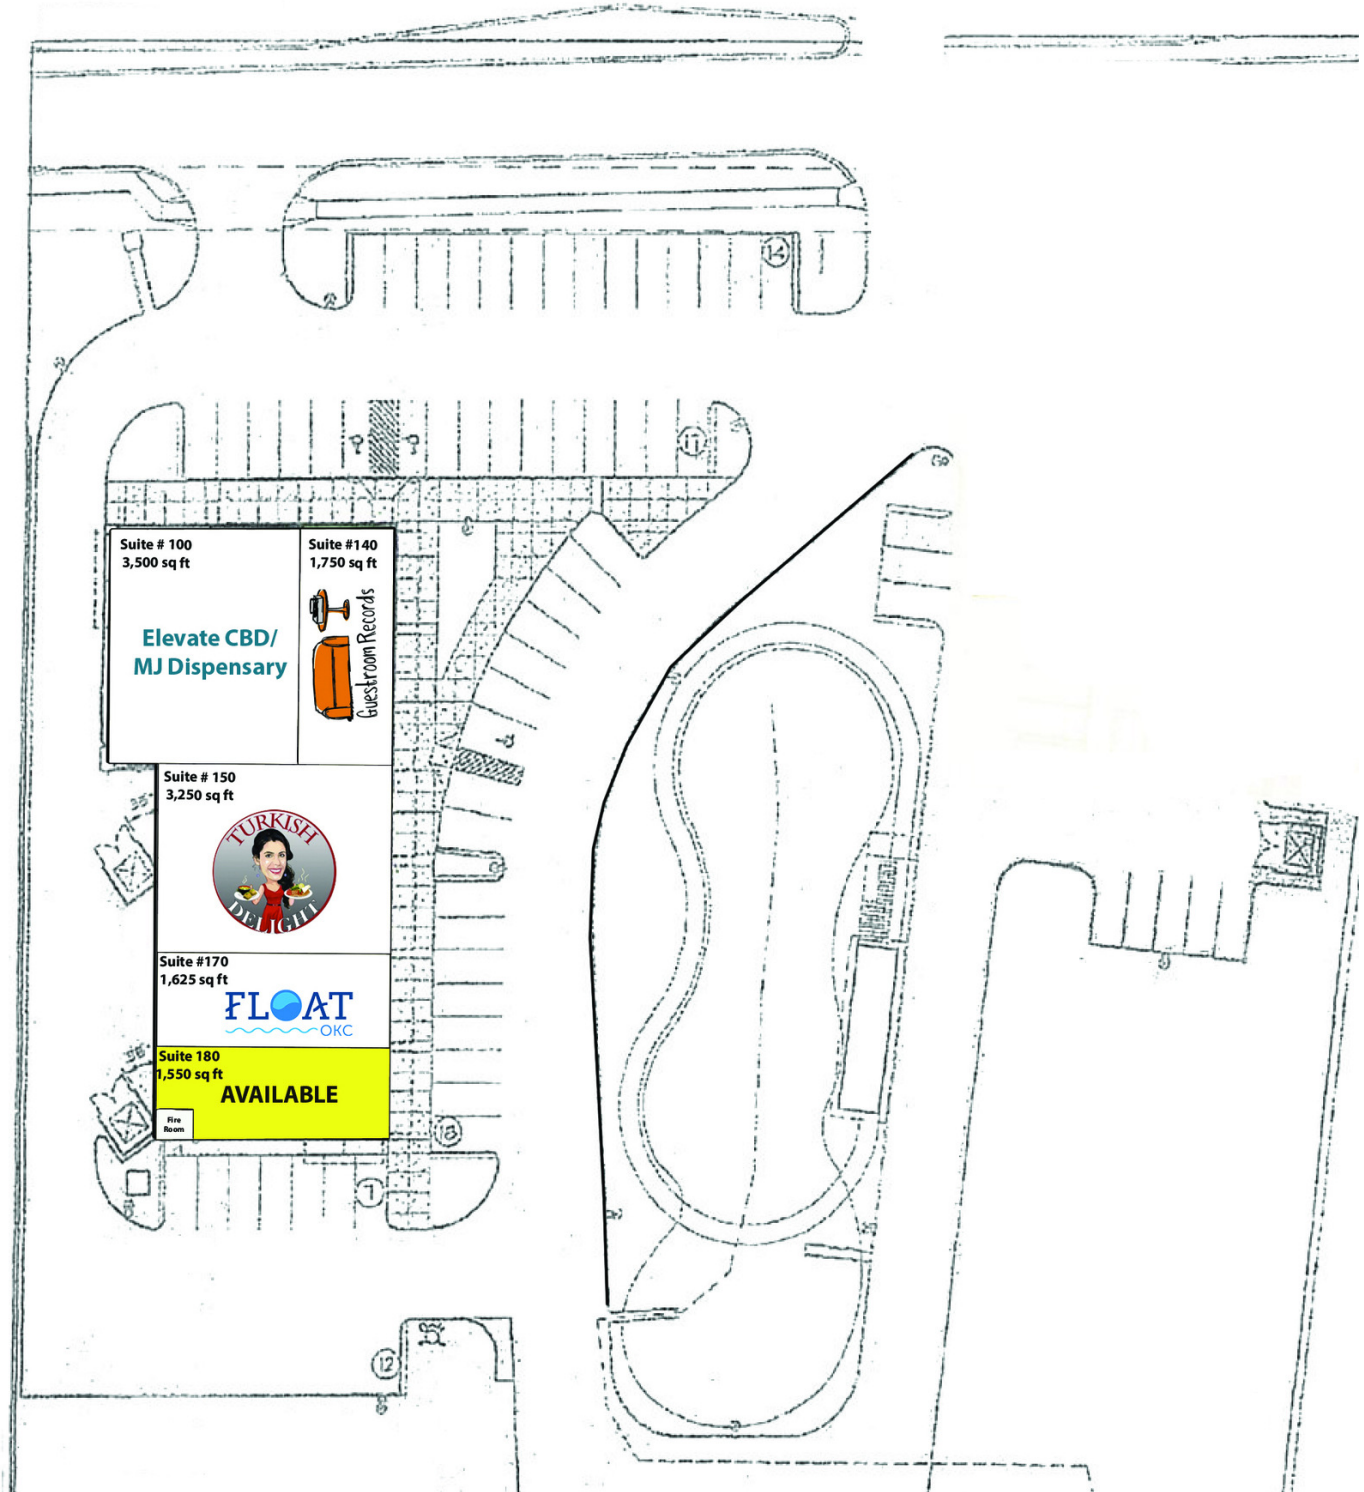 14
17
Suite # 100
3,500 sq ft
Elevate CBD/
MJ Dispensary
Suite #140
1,750 sq ft
Guestroom Records
Suite # 150
3,250 sq ft
TURKISH
DELIGHT
35'
Suite #170
1,625 sq ft
FLOAT
OKC
Suite 180
1,550 sq ft
AVAILABLE
Fire
Room
18
7
12